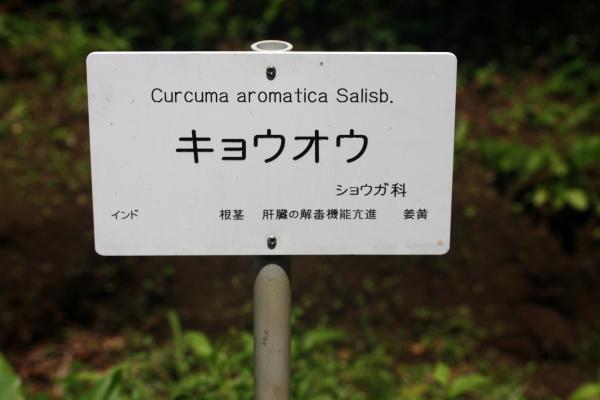 Curcuma aromatica Salisb.
キョウオウ
ショウガ科
インド 根茎 肝臓の解毒機能亢進 姜黄